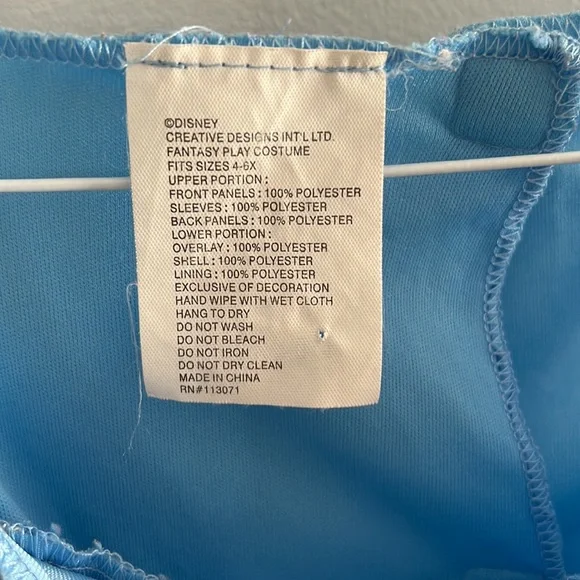 ©DISNEY
CREATIVE DESIGNS INT'L LTD.
FANTASY PLAY COSTUME
FITS SIZES 4-6X
UPPER PORTION :
FRONT PANELS : 100% POLYESTER
SLEEVES : 100% POLYESTER
BACK PANELS : 100% POLYESTER
LOWER PORTION :
OVERLAY : 100% POLYESTER
SHELL : 100% POLYESTER
LINING : 100% POLYESTER
EXCLUSIVE OF DECORATION
HAND WIPE WITH WET CLOTH
HANG TO DRY
DO NOT WASH
DO NOT BLEACH
DO NOT IRON
DO NOT DRY CLEAN
MADE IN CHINA
RN#113071